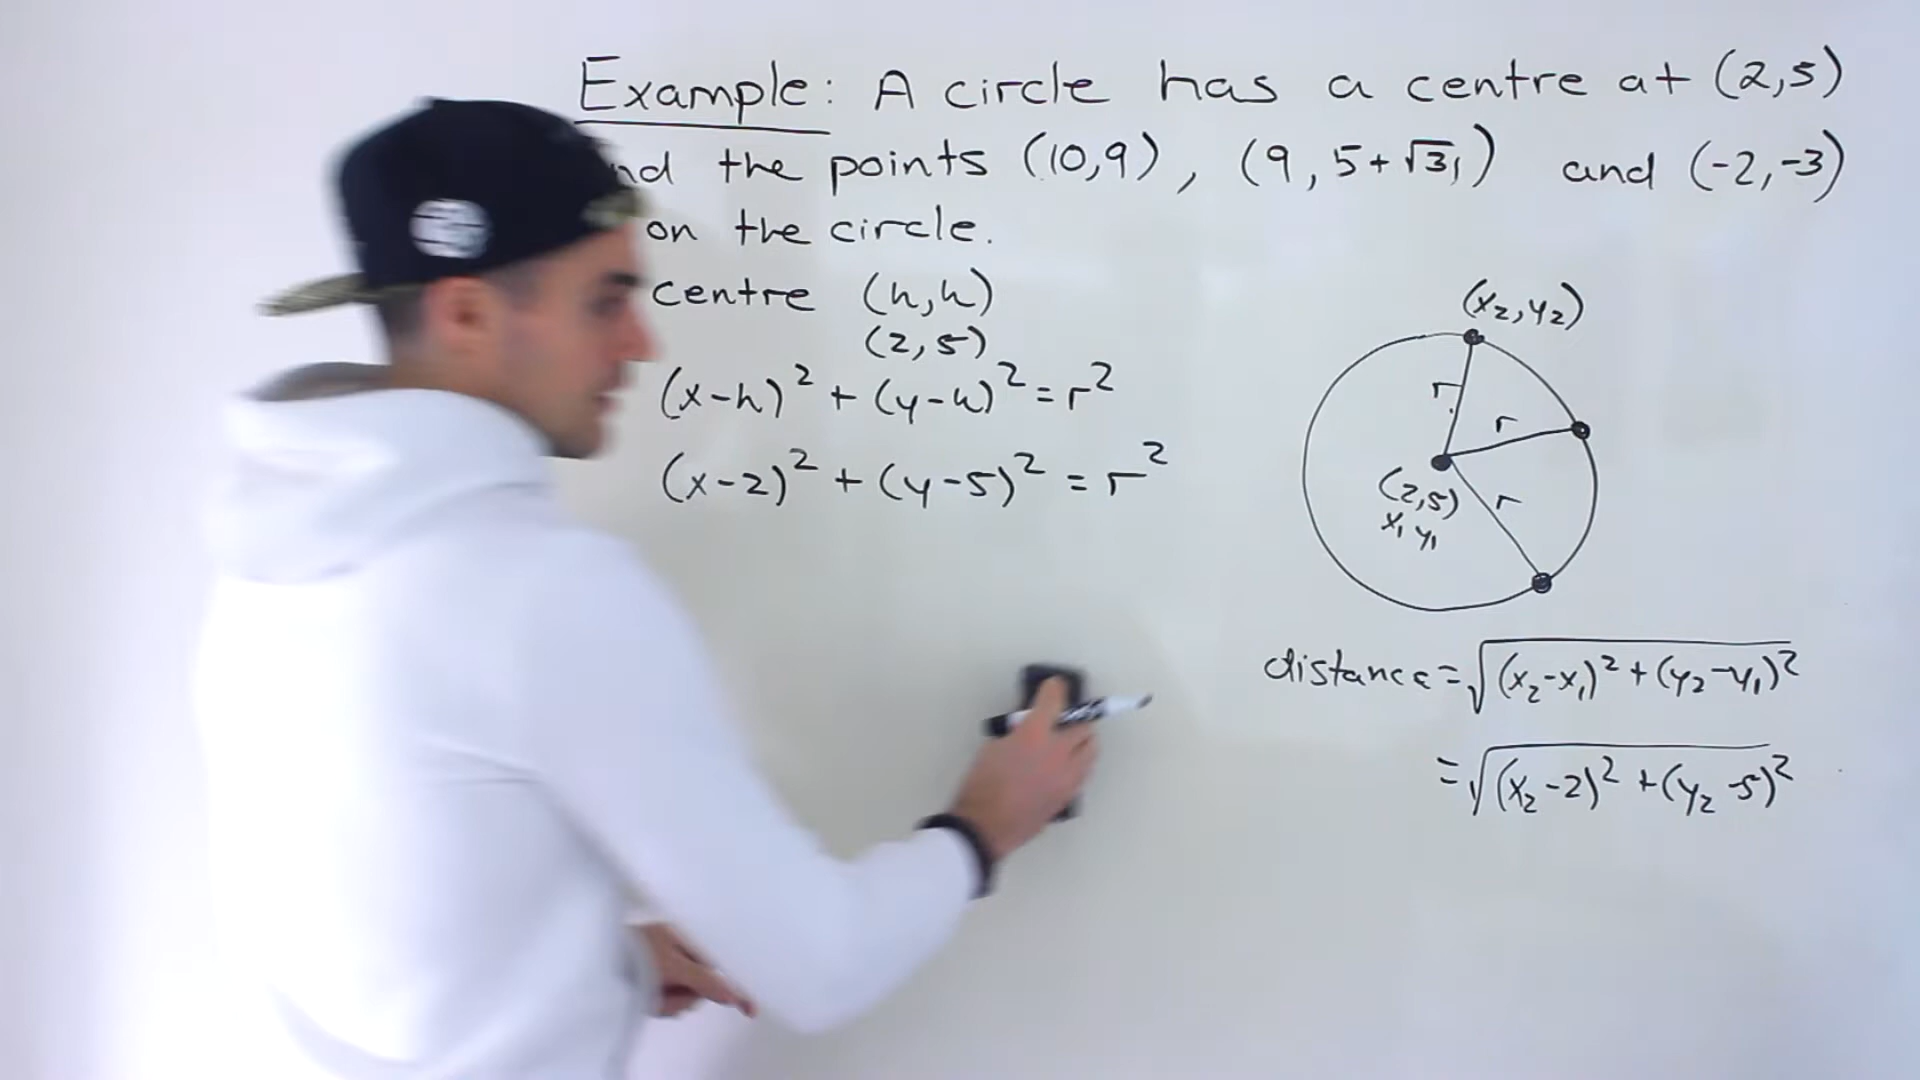 Example: A circle has a centre at (2,5)
nd the points (10,9), (9, 5+√31) and (-2,-3)
on the circle.
centre (h,k)
(2,5)
(x-h)² + (y-k)² = r²
(x-2)² + (y-5)² = r²
(x₂,y₂)
r
r
(2,5)
r
x₁ y₁
distance = √(x₂-x₁)² + (y₂-y₁)²
= √(x₂-2)² + (y₂-5)²